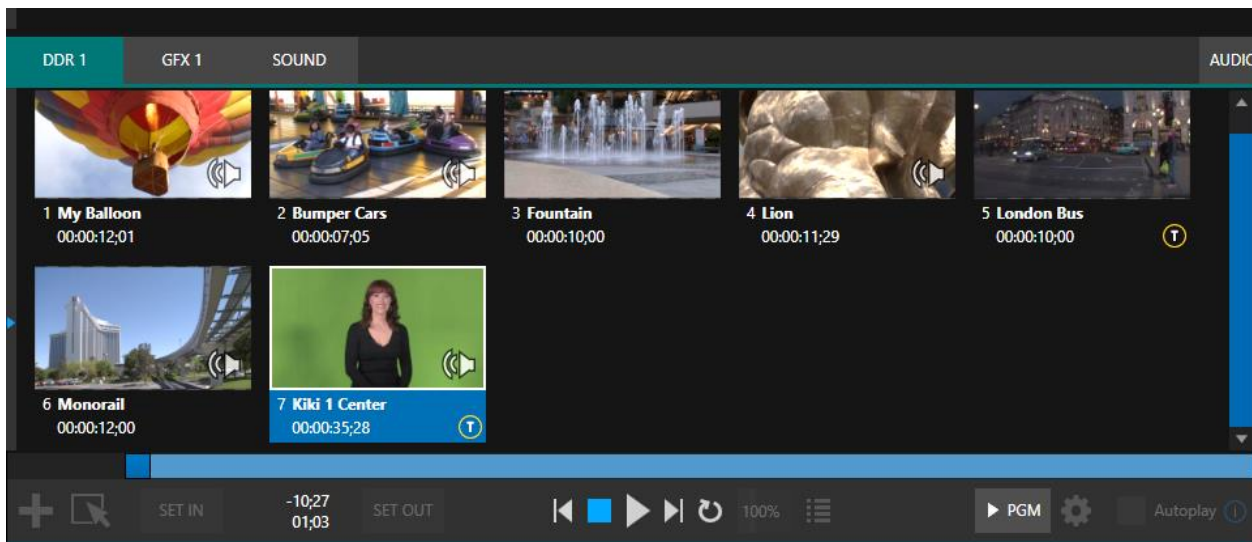 DDR 1 GFX 1 SOUND AUDIO
1 My Balloon 2 Bumper Cars 3 Fountain 4 Lion 5 London Bus
00:00:12;01 00:00:07;05 00:00:10;00 00:00:11;29 00:00:10;00 T
6 Monorail 7 Kiki 1 Center
00:00:12;00 00:00:35;28 T
SET IN -10;27 SET OUT 100% PGM Autoplay i
01;03